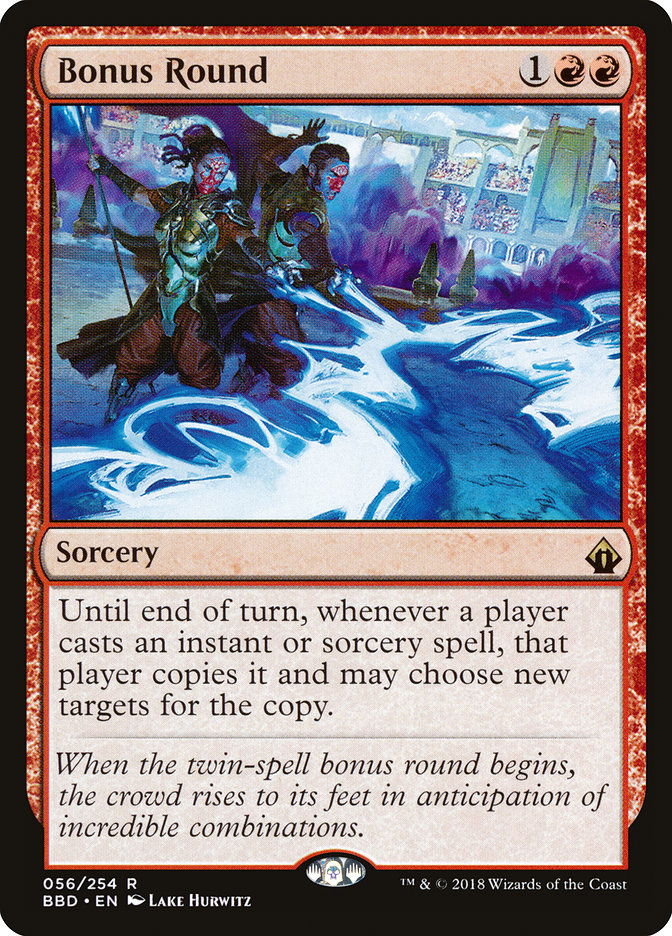 Bonus Round 1
Sorcery
Until end of turn, whenever a player
casts an instant or sorcery spell, that
player copies it and may choose new
targets for the copy.
When the twin-spell bonus round begins,
the crowd rises to its feet in anticipation of
incredible combinations.
056/254 R
BBD • EN Lake Hurwitz
™ & © 2018 Wizards of the Coast